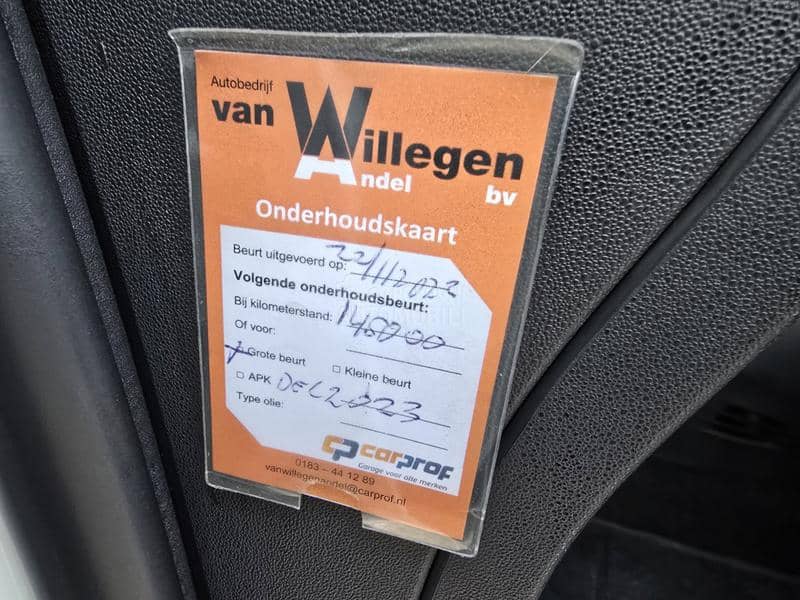 Autobedrijf
van Willegen
Andel bv
Onderhoudskaart
Beurt uitgevoerd op: 22/11/2022
Volgende onderhoudsbeurt:
Bij kilometerstand:
Of voor:
Grote beurt □ Kleine beurt
□ APK DEC 2023
Type olie:
CP carprof
Garage voor alle merken
0183 – 44 12 89
vanwillegenandel@carprof.nl